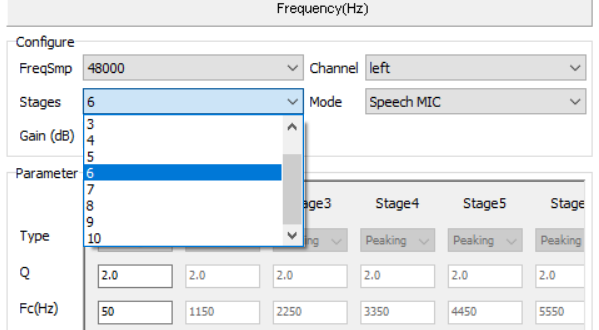 Frequency(Hz)
Configure
FreqSmp 48000 Channel left
Stages 6 Mode Speech MIC
Gain (dB)
3
4
5
6
7
8
9
10
Parameter
age3 Stage4 Stage5 Stage
Type ing Peaking Peaking Peaking
Q 2.0 2.0 2.0 2.0 2.0 2.0
Fc(Hz) 50 1150 2250 3350 4450 5550